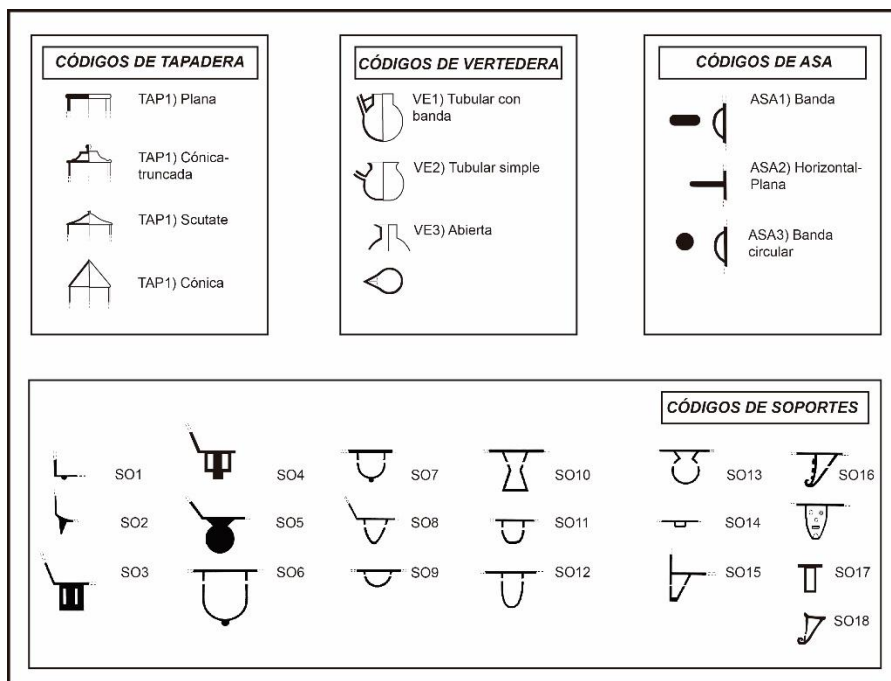 CÓDIGOS DE TAPADERA
TAP1) Plana
TAP1) Cónica-
truncada
TAP1) Scutate
TAP1) Cónica
CÓDIGOS DE VERTEDERA
VE1) Tubular con
banda
VE2) Tubular simple
VE3) Abierta
CÓDIGOS DE ASA
ASA1) Banda
ASA2) Horizontal-
Plana
ASA3) Banda
circular
CÓDIGOS DE SOPORTES
SO1
SO2
SO3
SO4
SO5
SO6
SO7
SO8
SO9
SO10
SO11
SO12
SO13
SO14
SO15
SO16
SO17
SO18